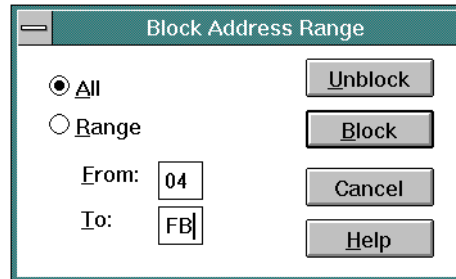 Block Address Range
All
Range
From: 04
To: FB
Unblock
Block
Cancel
Help